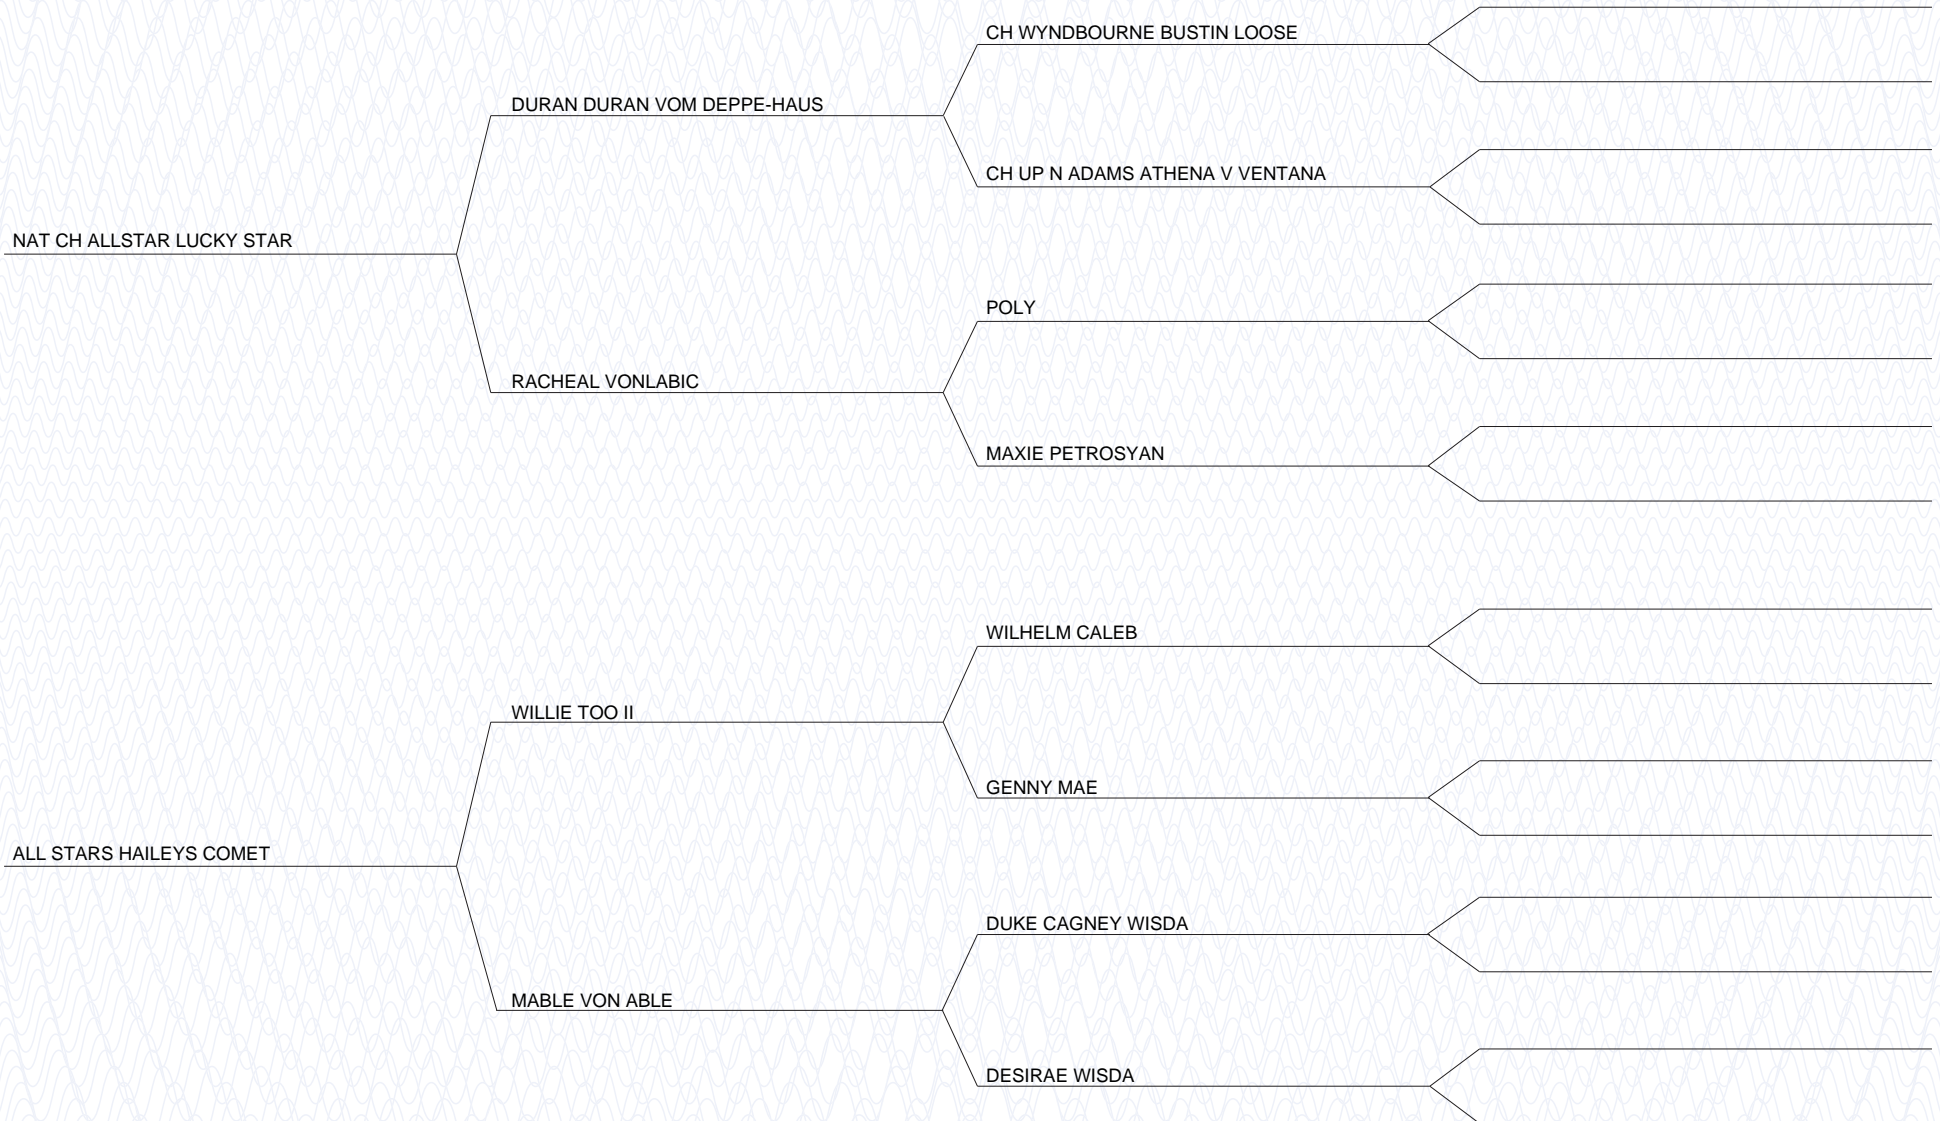 CH WYNDBOURNE BUSTIN LOOSE
DURAN DURAN VOM DEPPE-HAUS
CH UP N ADAMS ATHENA V VENTANA
NAT CH ALLSTAR LUCKY STAR
POLY
RACHEAL VONLABIC
MAXIE PETROSYAN
WILHELM CALEB
WILLIE TOO II
GENNY MAE
ALL STARS HAILEYS COMET
DUKE CAGNEY WISDA
MABLE VON ABLE
DESIRAE WISDA